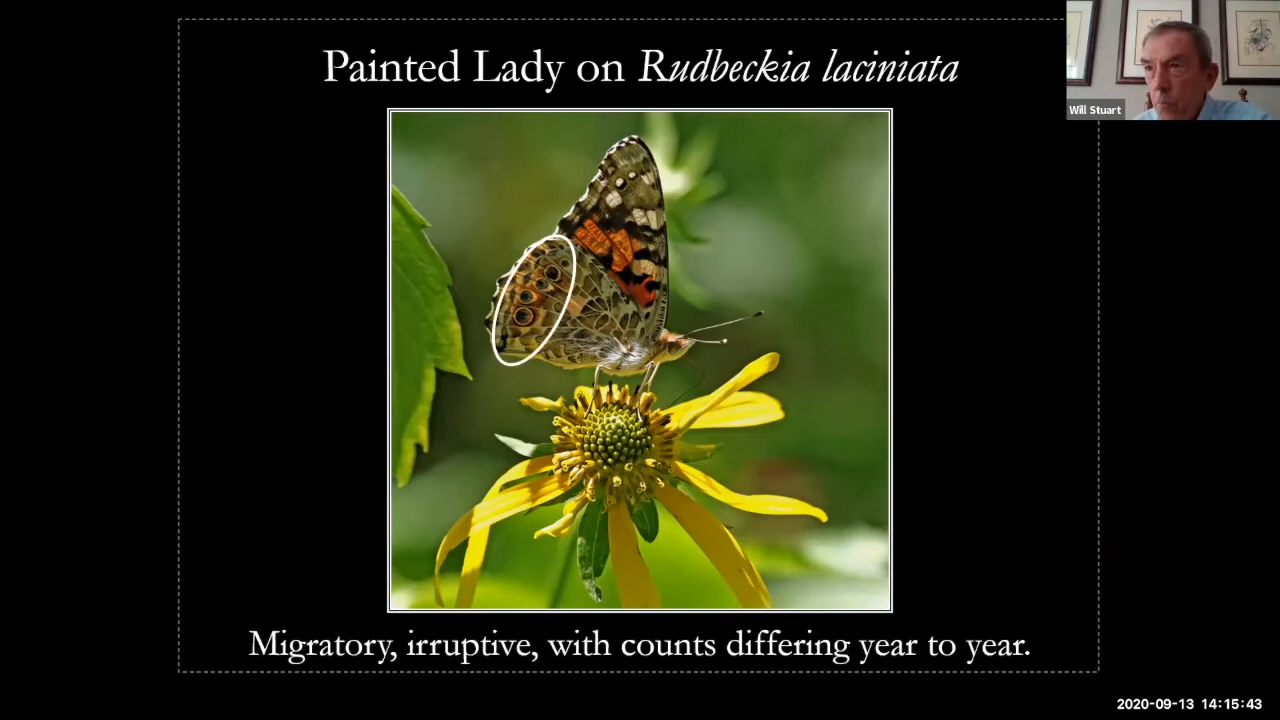 Painted Lady on Rudbeckia laciniata
Will Stuart
Migratory, irruptive, with counts differing year to year.
2020-09-13 14:15:43